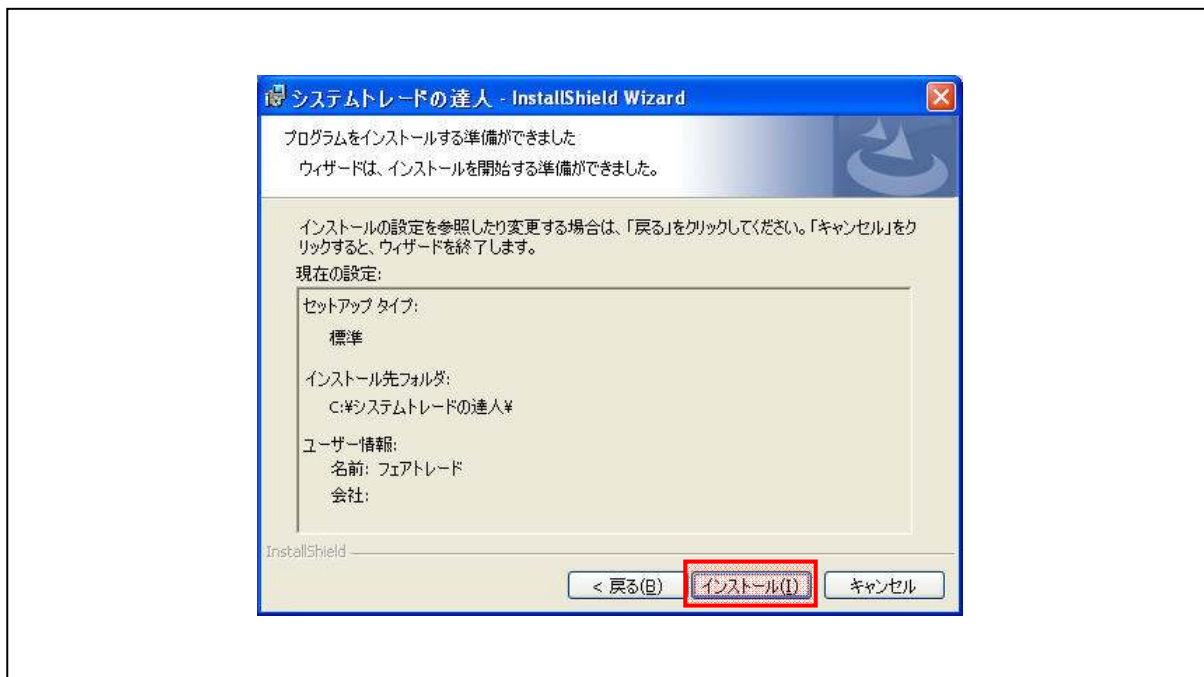 システムトレードの達人 - InstallShield Wizard
プログラムをインストールする準備ができました
ウィザードは、インストールを開始する準備ができました。
インストールの設定を参照したり変更する場合は、「戻る」をクリックしてください。「キャンセル」をク
リックすると、ウィザードを終了します。
現在の設定:
セットアップ タイプ:
標準
インストール先フォルダ:
C:¥システムトレードの達人¥
ユーザー情報:
名前: フェアトレード
会社:
InstallShield
< 戻る(B) インストール(I) キャンセル